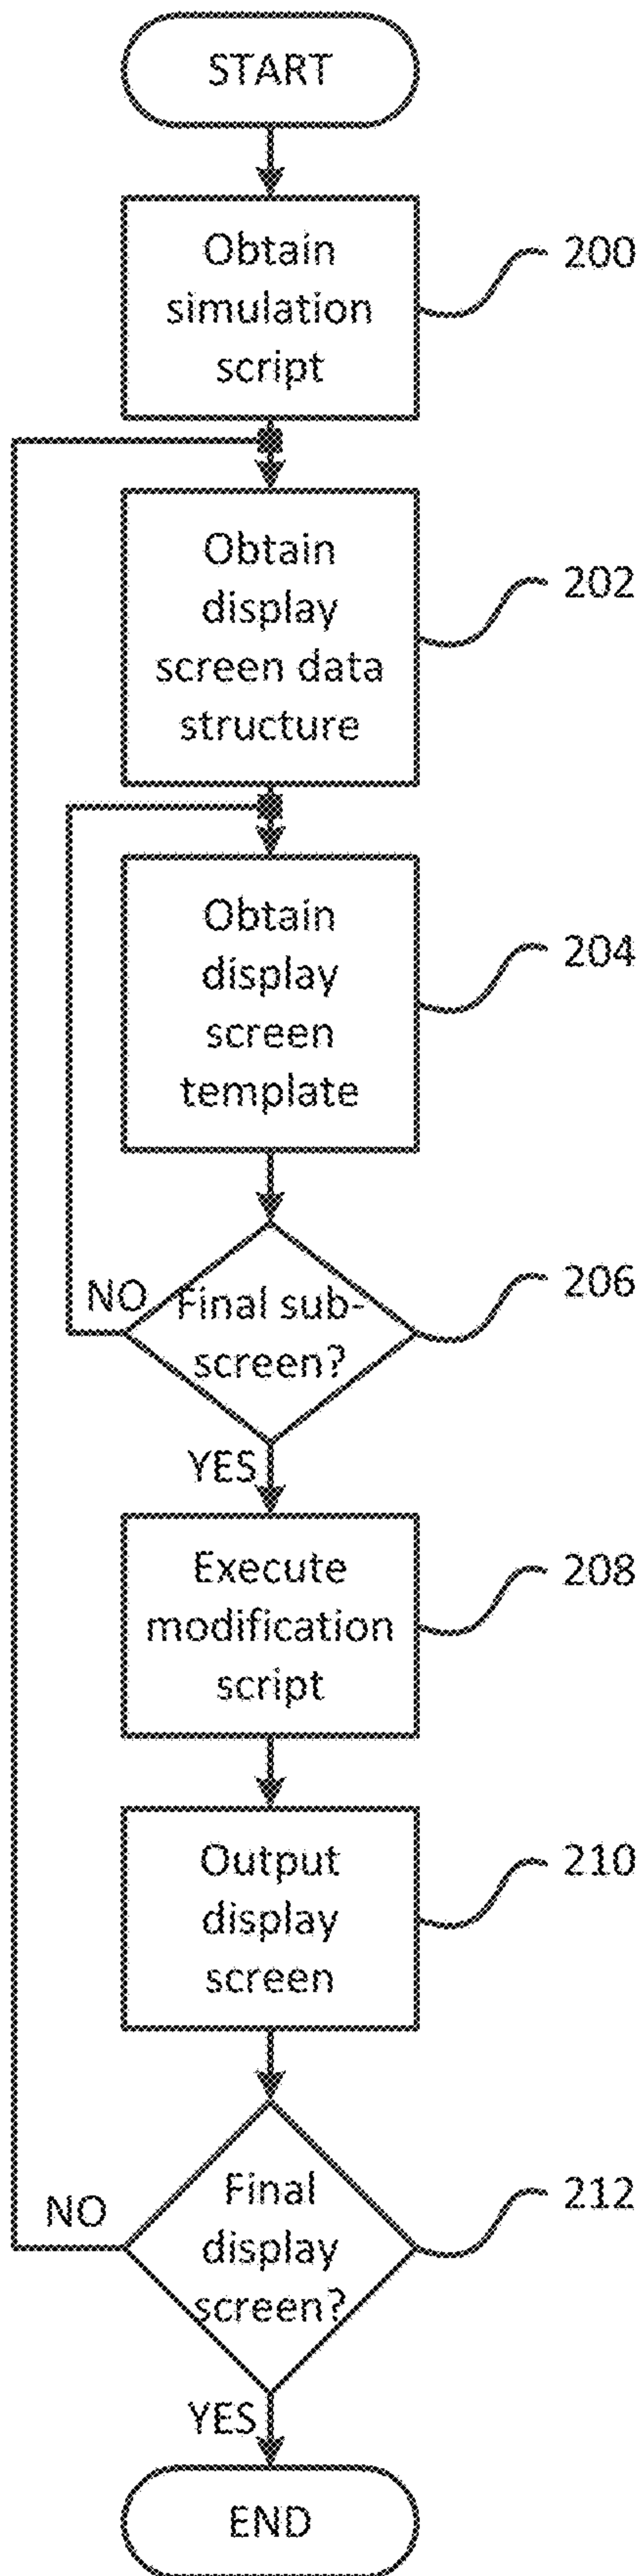 START
Obtain
simulation
script
200
Obtain
display
screen data
structure
202
Obtain
display
screen
template
204
NO
Final sub-
screen?
206
YES
Execute
modification
script
208
Output
display
screen
210
NO
Final
display
screen?
212
YES
END